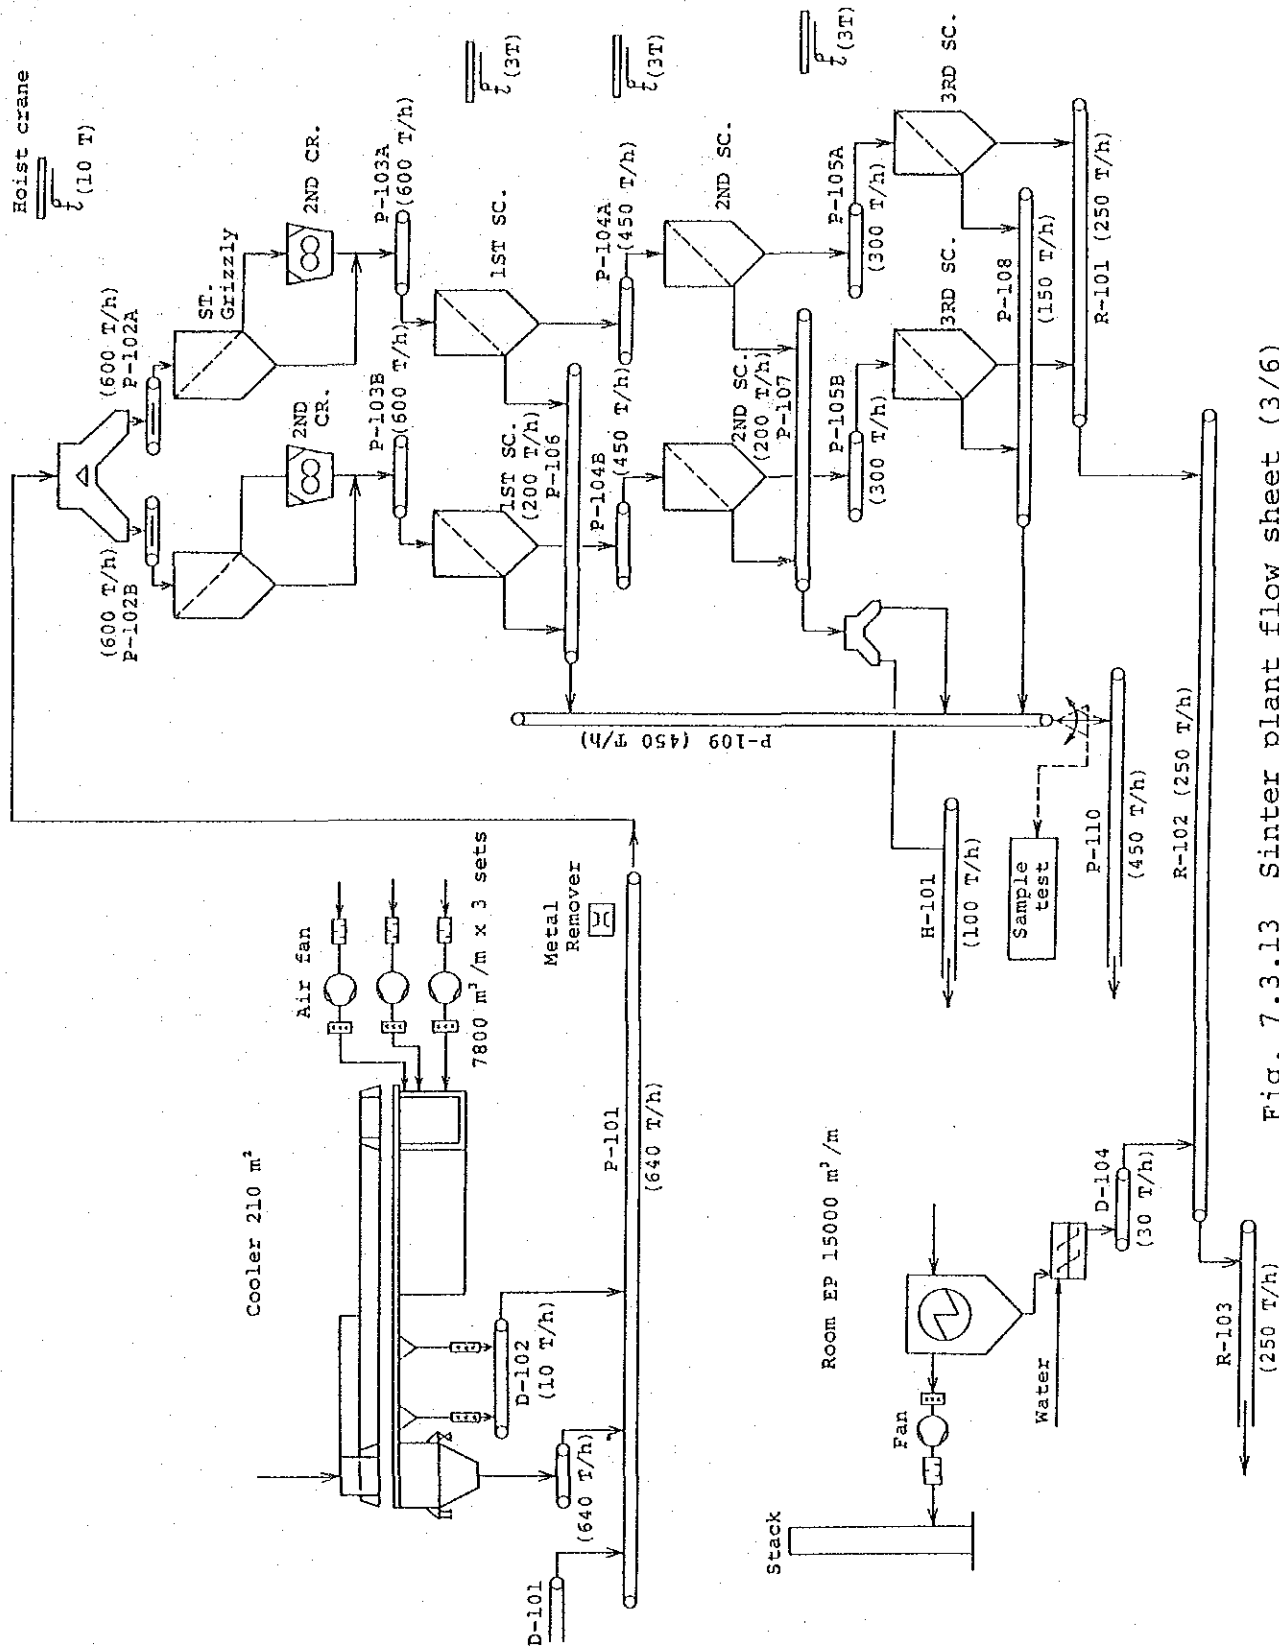 Hoist crane
(10 T)
(3T)
(3T)
(3T)
(600 T/h)
P-102A
(600 T/h)
P-102B
ST.
Grizzly
2ND CR.
2ND
CR.
P-103A
(600 T/h)
P-103B
(600 T/h)
1ST SC.
1ST SC.
(200 T/h)
P-106
P-104A
(450 T/h)
P-104B
(450 T/h)
2ND SC.
2ND SC.
(200 T/h)
P-107
P-105A
(300 T/h)
P-105B
(300 T/h)
3RD SC.
3RD SC.
P-108
(150 T/h)
R-101 (250 T/h)
P-109 (450 T/h)
Air fan
7800 m³/m x 3 sets
Metal
Remover
Cooler 210 m²
P-101
(640 T/h)
D-102
(10 T/h)
(640 T/h)
D-101
H-101
(100 T/h)
Sample
test
P-110
(450 T/h)
R-102 (250 T/h)
Room EP 15000 m³/m
Fan
Stack
Water
D-104
(30 T/h)
R-103
(250 T/h)
Fig. 7.3.13 Sinter plant flow sheet (3/6)